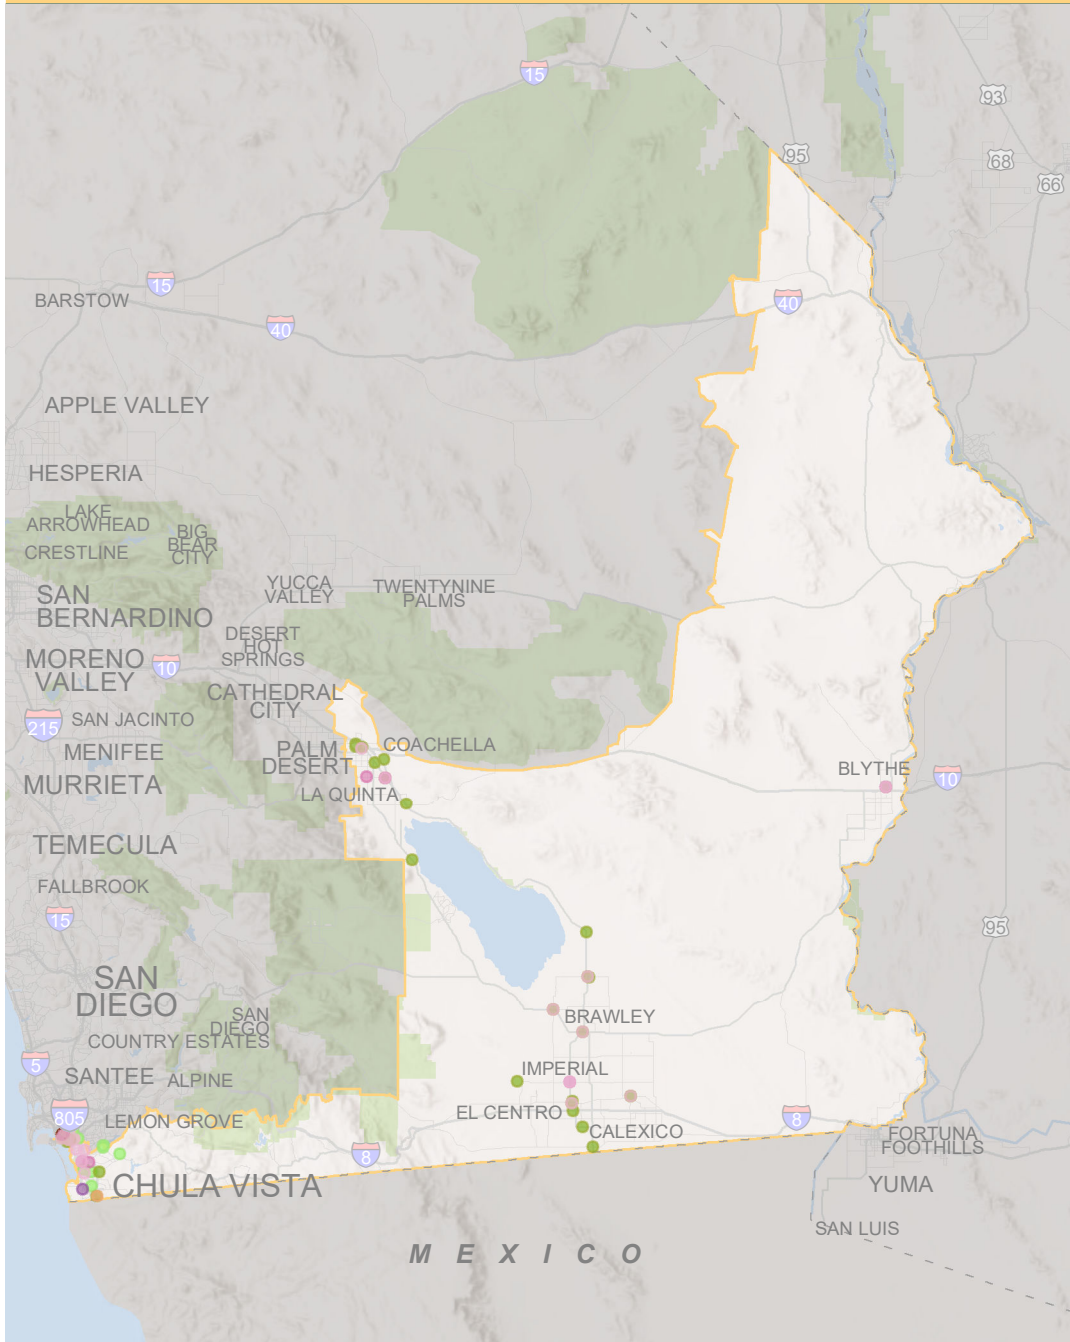 15
93
95
68
66
15
BARSTOW
40
40
APPLE VALLEY
HESPERIA
LAKE
ARROWHEAD
CRESTLINE
BIG
BEAR
CITY
YUCCA
VALLEY
TWENTYNINE
PALMS
SAN
BERNARDINO
DESERT
HOT
SPRINGS
MORENO
VALLEY
10
CATHEDRAL
CITY
215
SAN JACINTO
MENIFEE
PALM
DESERT
COACHELLA
MURRIETA
LA QUINTA
BLYTHE
10
TEMECULA
FALLBROOK
15
95
SAN
DIEGO
SAN
DIEGO
COUNTRY ESTATES
BRAWLEY
5
SANTEE
ALPINE
IMPERIAL
805
LEMON GROVE
EL CENTRO
CALEXICO
8
8
FORTUNA
FOOTHILLS
CHULA VISTA
YUMA
SAN LUIS
MEXICO